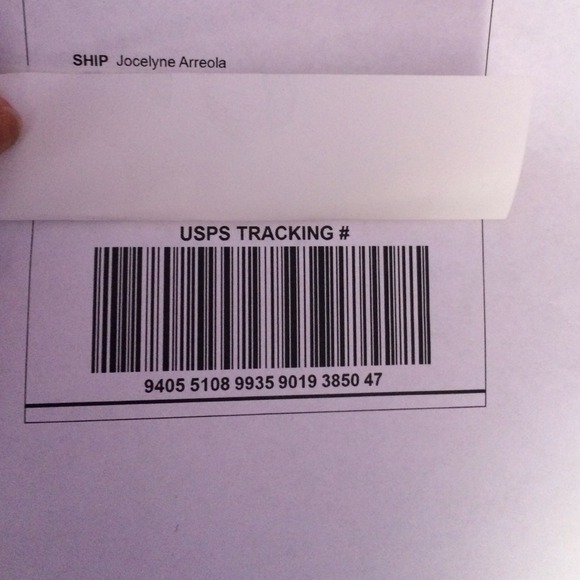 SHIP Jocelyne Arreola
USPS TRACKING #
9405 5108 9935 9019 3850 47